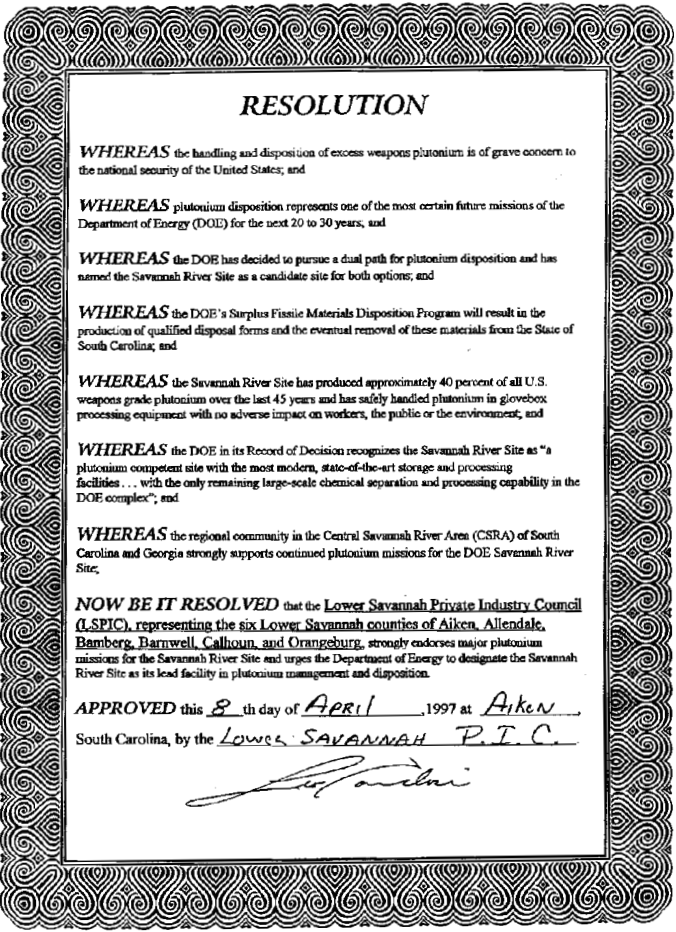 RESOLUTION
WHEREAS the handling and disposition of excess weapons plutonium is of grave concern to
the national security of the United States; and
WHEREAS plutonium disposition represents one of the most certain future missions of the
Department of Energy (DOE) for the next 20 to 30 years, and
WHEREAS the DOE has decided to pursue a dual path for plutonium disposition and has
named the Savannah River Site as a candidate site for both options; and
WHEREAS the DOE's Surplus Fissile Materials Disposition Program will result in the
production of qualified disposal forms and the eventual removal of these materials from the State of
South Carolina; and
WHEREAS the Savannah River Site has produced approximately 40 percent of all U.S.
weapons grade plutonium over the last 45 years and has safely handled plutonium in glovebox
processing equipment with no adverse impact on workers, the public or the environment; and
WHEREAS the DOE in its Record of Decision recognizes the Savannah River Site as "a
plutonium competent site with the most modern, state-of-the-art storage and processing
facilities . . . with the only remaining large-scale chemical separation and processing capability in the
DOE complex"; and
WHEREAS the regional community in the Central Savannah River Area (CSRA) of South
Carolina and Georgia strongly supports continued plutonium missions for the DOE Savannah River
Site;
NOW BE IT RESOLVED that the Lower Savannah Private Industry Council
(LSPIC), representing the six Lower Savannah counties of Aiken, Allendale,
Bamberg, Barnwell, Calhoun, and Orangeburg, strongly endorses major plutonium
missions for the Savannah River Site and urges the Department of Energy to designate the Savannah
River Site as its lead facility in plutonium management and disposition.
APPROVED this 8 th day of APRIL ,1997 at AIKEN ,
South Carolina, by the LOWER SAVANNAH P.I.C.